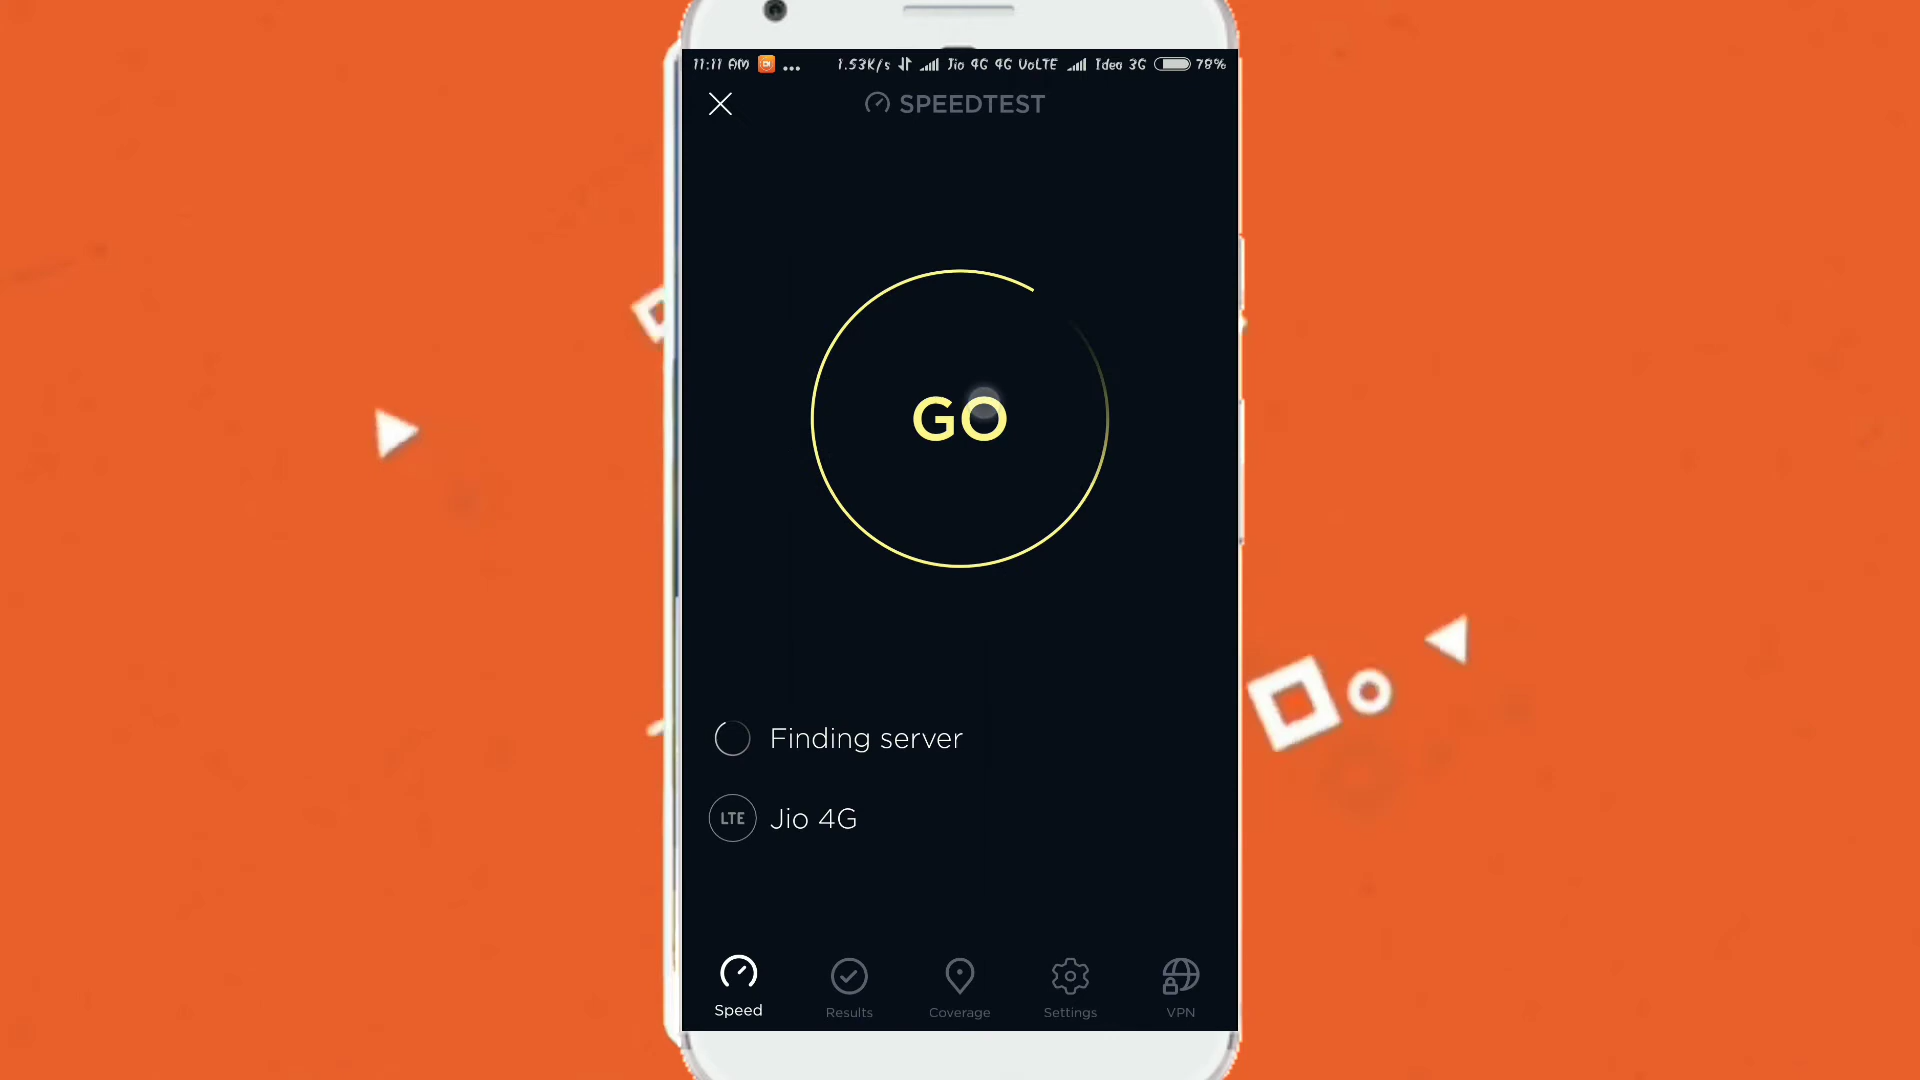 11:11 AM ... 1.53K/s Jio 4G 4G VoLTE Idea 3G 78%
SPEEDTEST
GO
Finding server
LTE Jio 4G
Speed Results Coverage Settings VPN